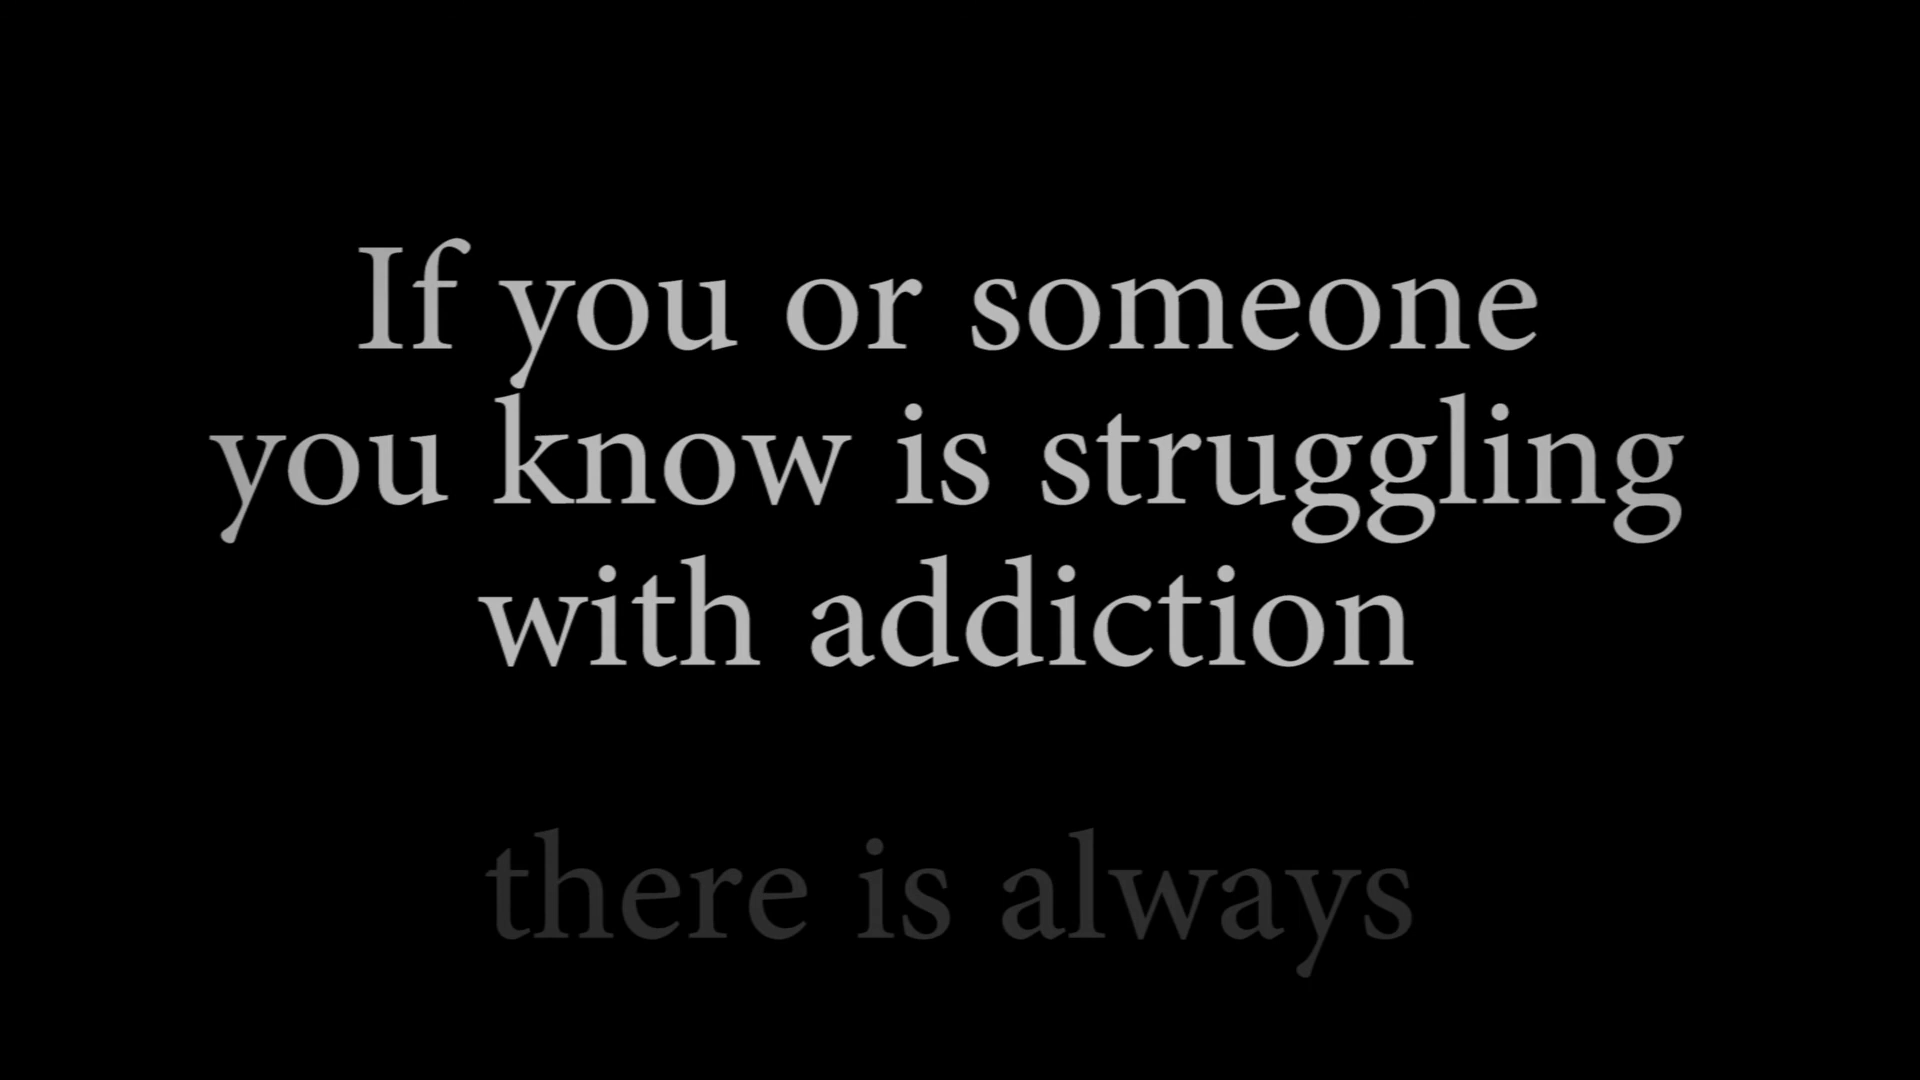 If you or someone
you know is struggling
with addiction
there is always